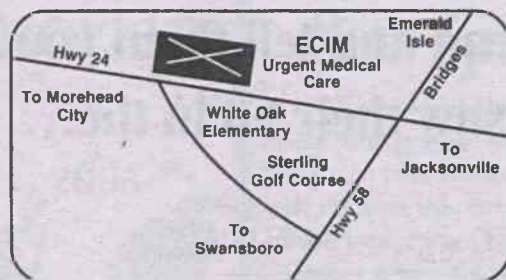 Emerald
Isle
Hwy 24
ECIM
Urgent Medical
Care
Bridges
To Morehead
City
White Oak
Elementary
To
Jacksonville
Sterling
Golf Course
Hwy 58
To
Swansboro